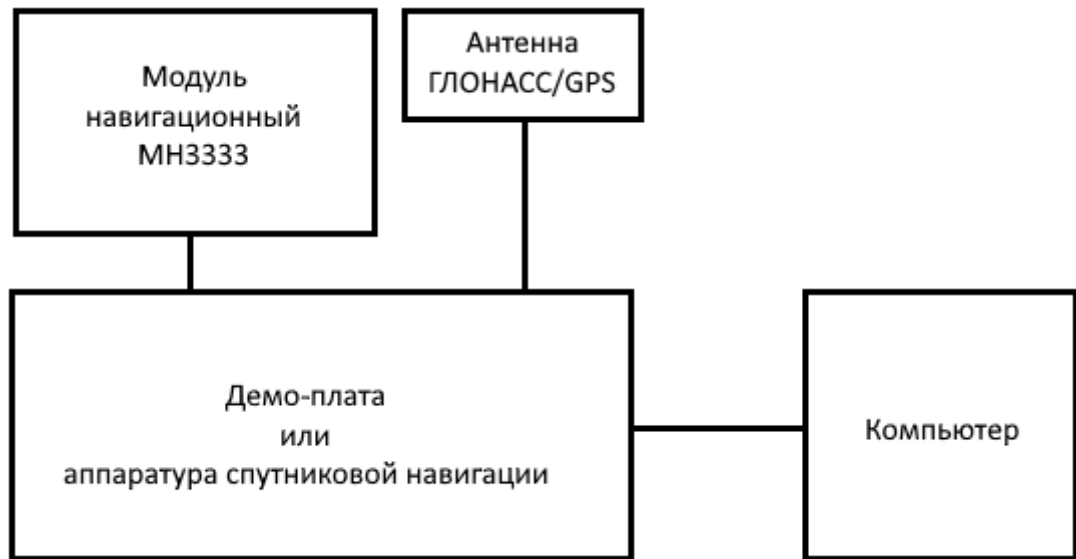 Модуль
навигационный
МН3333
Антенна
ГЛОНАСС/GPS
Демо-плата
или
аппаратура спутниковой навигации
Компьютер